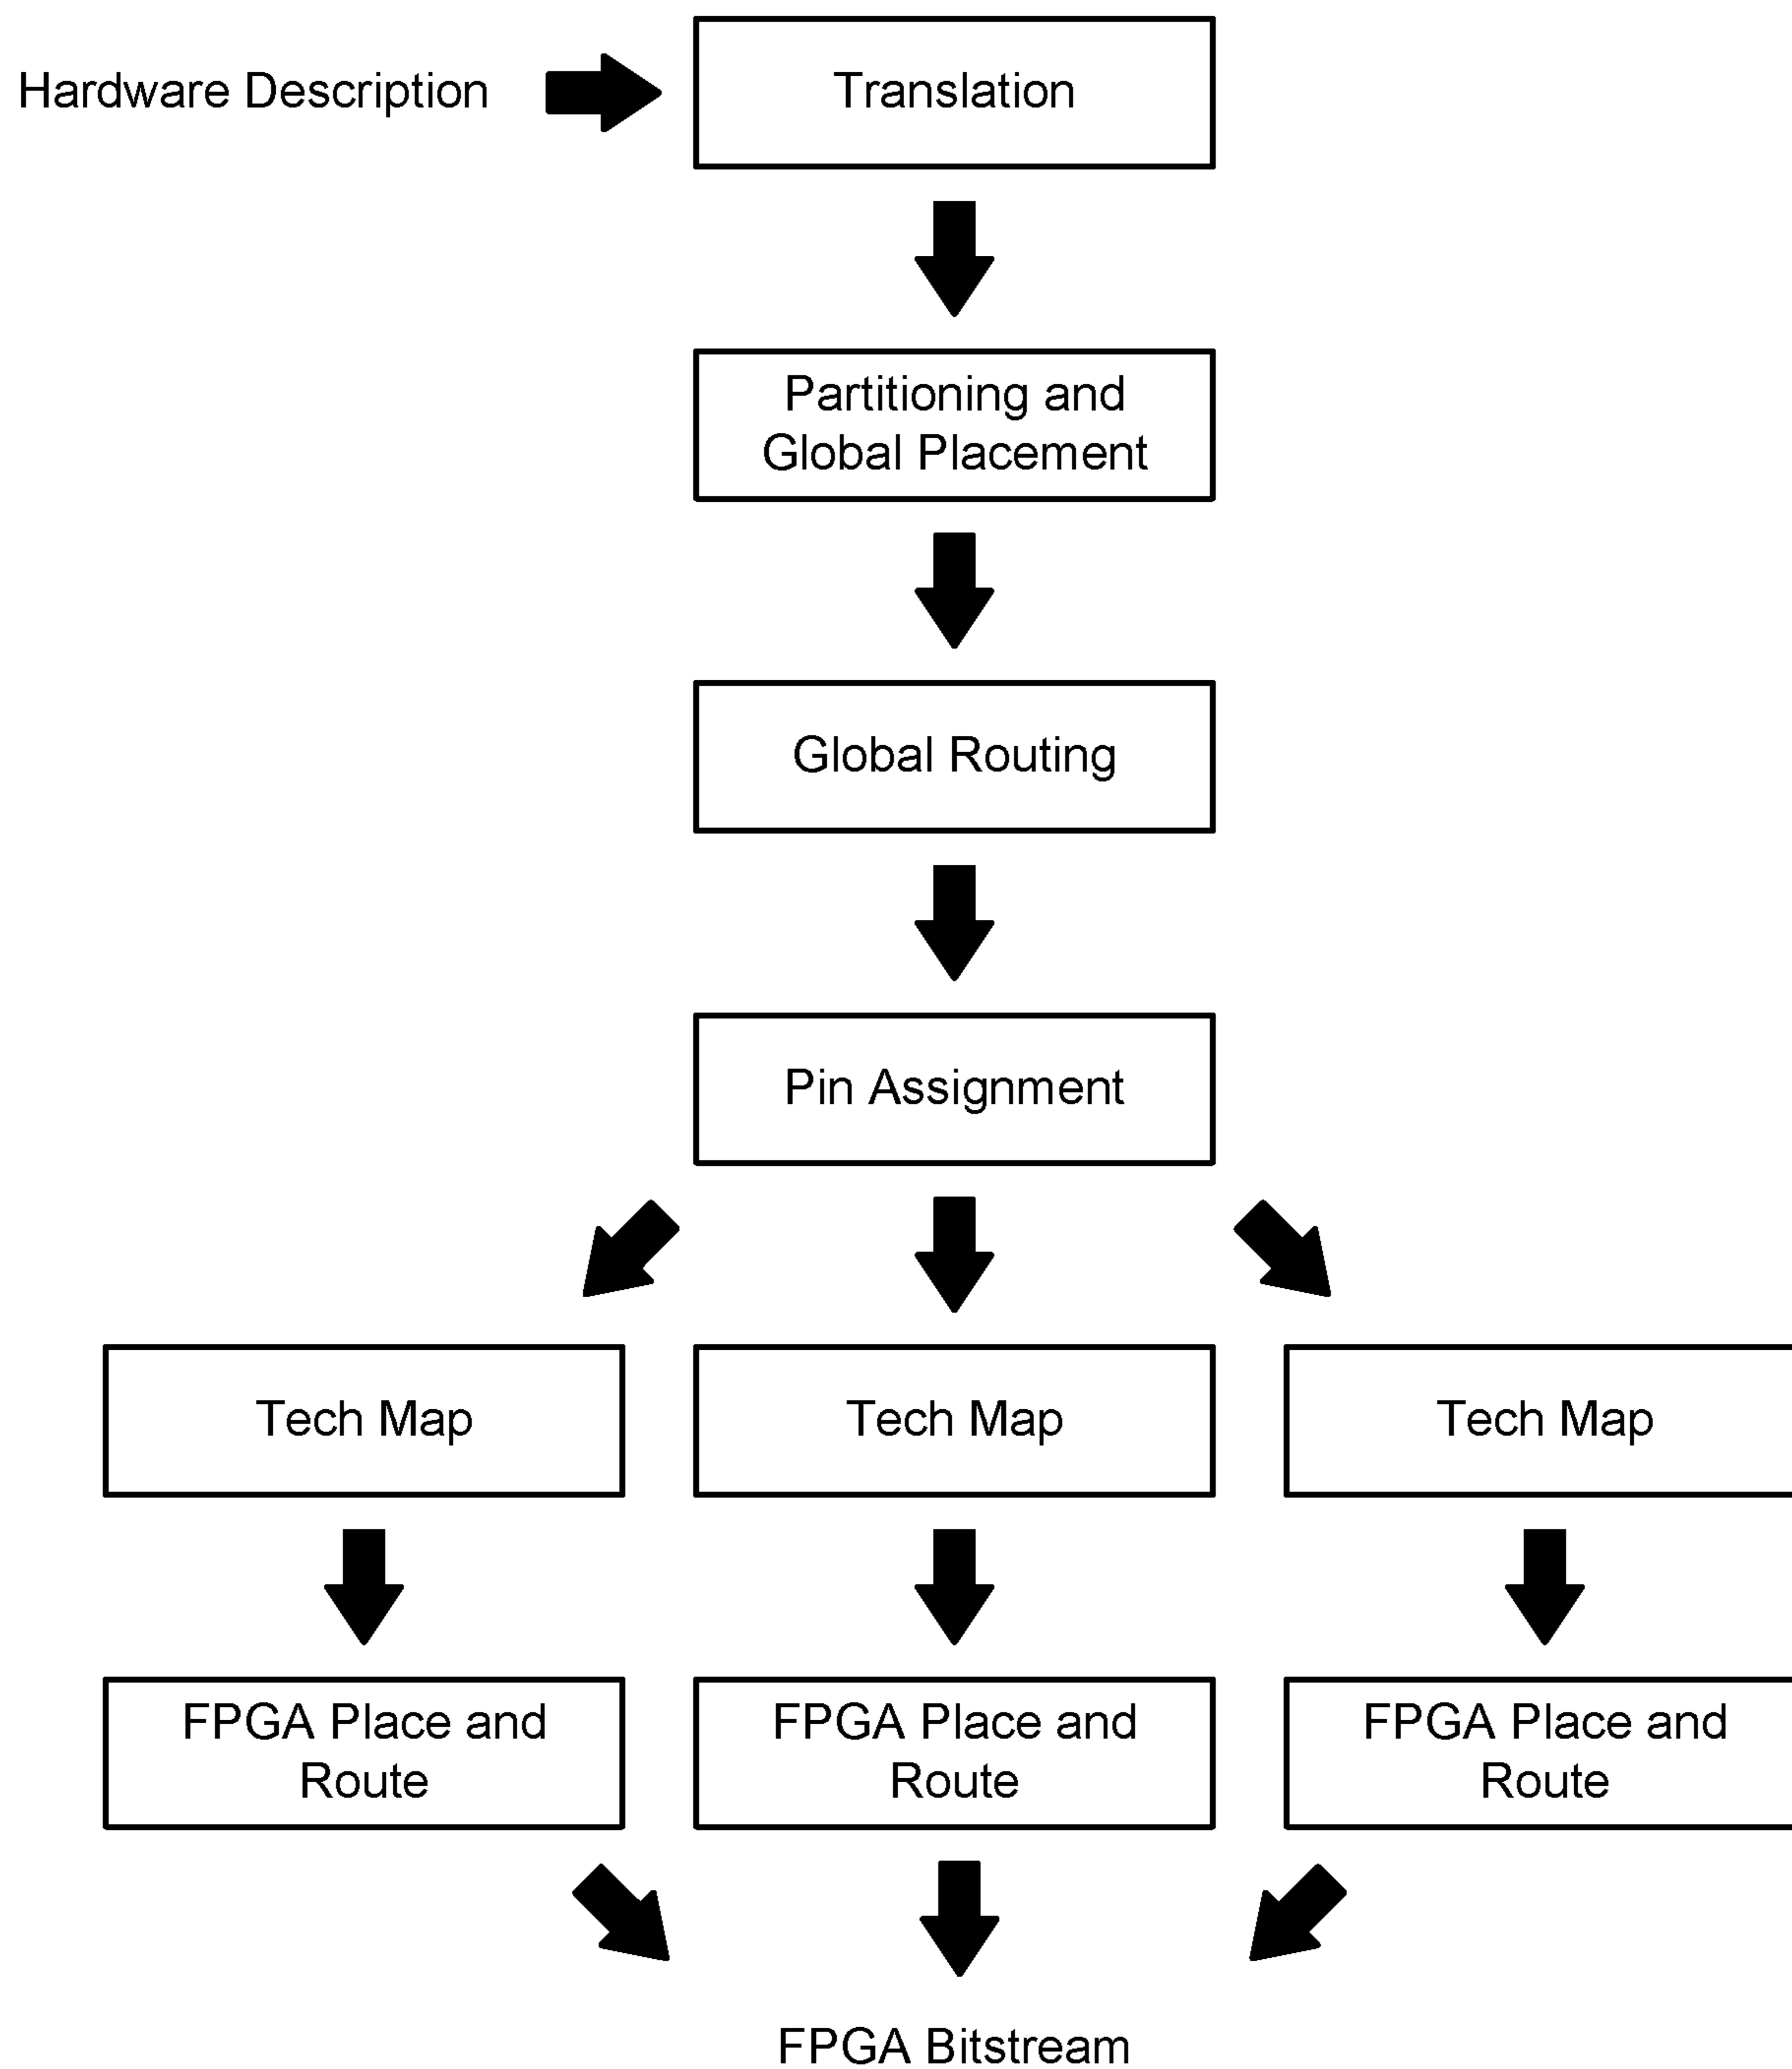 Hardware Description
Translation
Partitioning and
Global Placement
Global Routing
Pin Assignment
Tech Map
Tech Map
Tech Map
FPGA Place and
Route
FPGA Place and
Route
FPGA Place and
Route
FPGA Bitstream